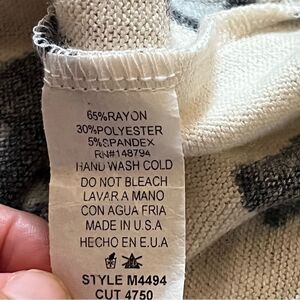 65%RAYON
30%POLYESTER
5%SPANDEX
RN#148794
HAND WASH COLD
DO NOT BLEACH
LAVAR A MANO
CON AGUA FRIA
MADE IN U.S.A
HECHO EN E.U.A
STYLE M4494
CUT 4750